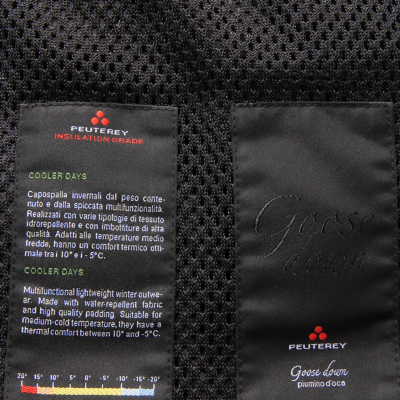 PEUTEREY
INSULATION GRADE
COOLER DAYS
Capospalla invernali dal peso conte-
nuto e dalla spiccata multifunzionalità.
Realizzati con varie tipologie di tessuto
idrorepellente e con imbottiture di alta
qualità. Adatti alle temperature medio
fredde, hanno un comfort termico otti-
male tra i 10° e i -5°C.
COOLER DAYS
Multifunctional lightweight winter outwe-
ar. Made with water-repellent fabric
and high quality padding. Suitable for
medium-cold temperature, they have a
thermal comfort between 10° and -5°C.
20° 15° 10° 5° 0° -5° -10° -15° -20°
Goose
down
PEUTEREY
Goose down
piumino d'oca